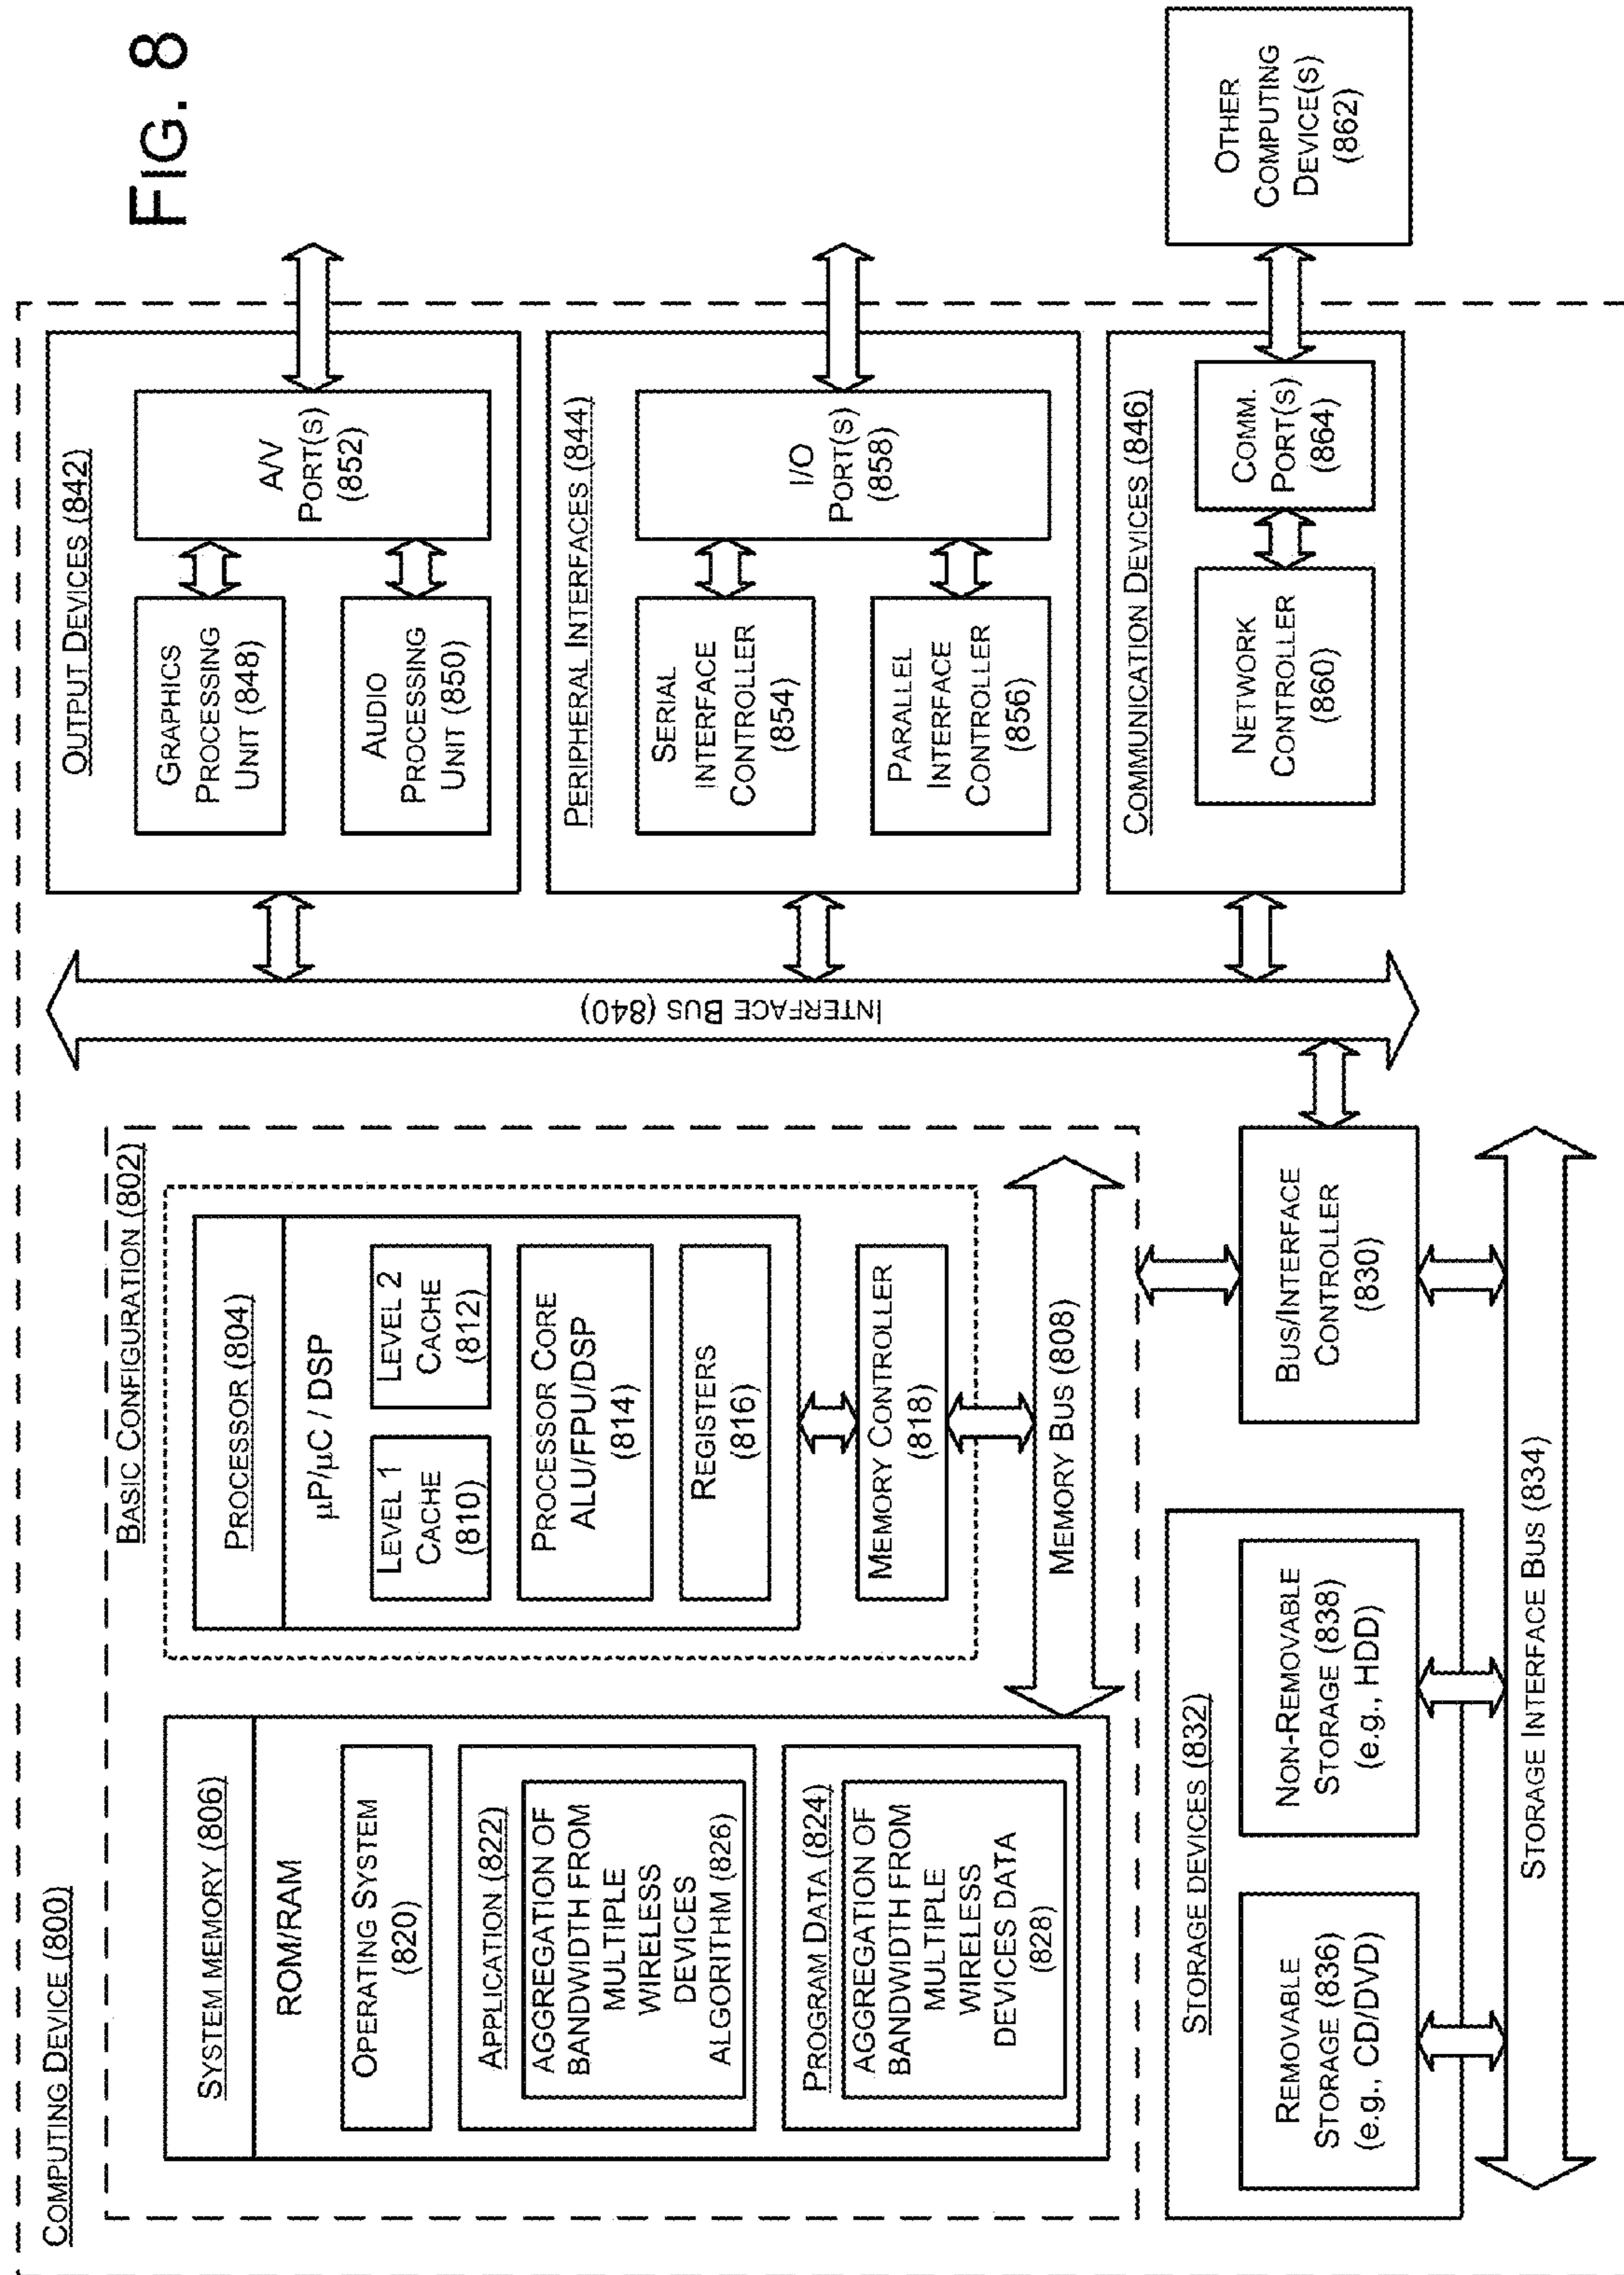 FIG. 8
COMPUTING DEVICE (800)
BASIC CONFIGURATION (802)
SYSTEM MEMORY (806)
ROM/RAM
OPERATING SYSTEM
(820)
APPLICATION (822)
AGGREGATION OF
BANDWIDTH FROM
MULTIPLE
WIRELESS
DEVICES
ALGORITHM (826)
PROGRAM DATA (824)
AGGREGATION OF
BANDWIDTH FROM
MULTIPLE
WIRELESS
DEVICES DATA
(828)
PROCESSOR (804)
µP/µC / DSP
LEVEL 1
CACHE
(810)
LEVEL 2
CACHE
(812)
PROCESSOR CORE
ALU/FPU/DSP
(814)
REGISTERS
(816)
MEMORY CONTROLLER
(818)
MEMORY BUS (808)
BUS/INTERFACE
CONTROLLER
(830)
STORAGE DEVICES (832)
REMOVABLE
STORAGE (836)
(e.g., CD/DVD)
NON-REMOVABLE
STORAGE (838)
(e.g., HDD)
STORAGE INTERFACE BUS (834)
INTERFACE BUS (840)
OUTPUT DEVICES (842)
GRAPHICS
PROCESSING
UNIT (848)
AUDIO
PROCESSING
UNIT (850)
A/V
PORT(S)
(852)
PERIPHERAL INTERFACES (844)
SERIAL
INTERFACE
CONTROLLER
(854)
PARALLEL
INTERFACE
CONTROLLER
(856)
I/O
PORT(S)
(858)
COMMUNICATION DEVICES (846)
NETWORK
CONTROLLER
(860)
COMM.
PORT(S)
(864)
OTHER
COMPUTING
DEVICE(S)
(862)